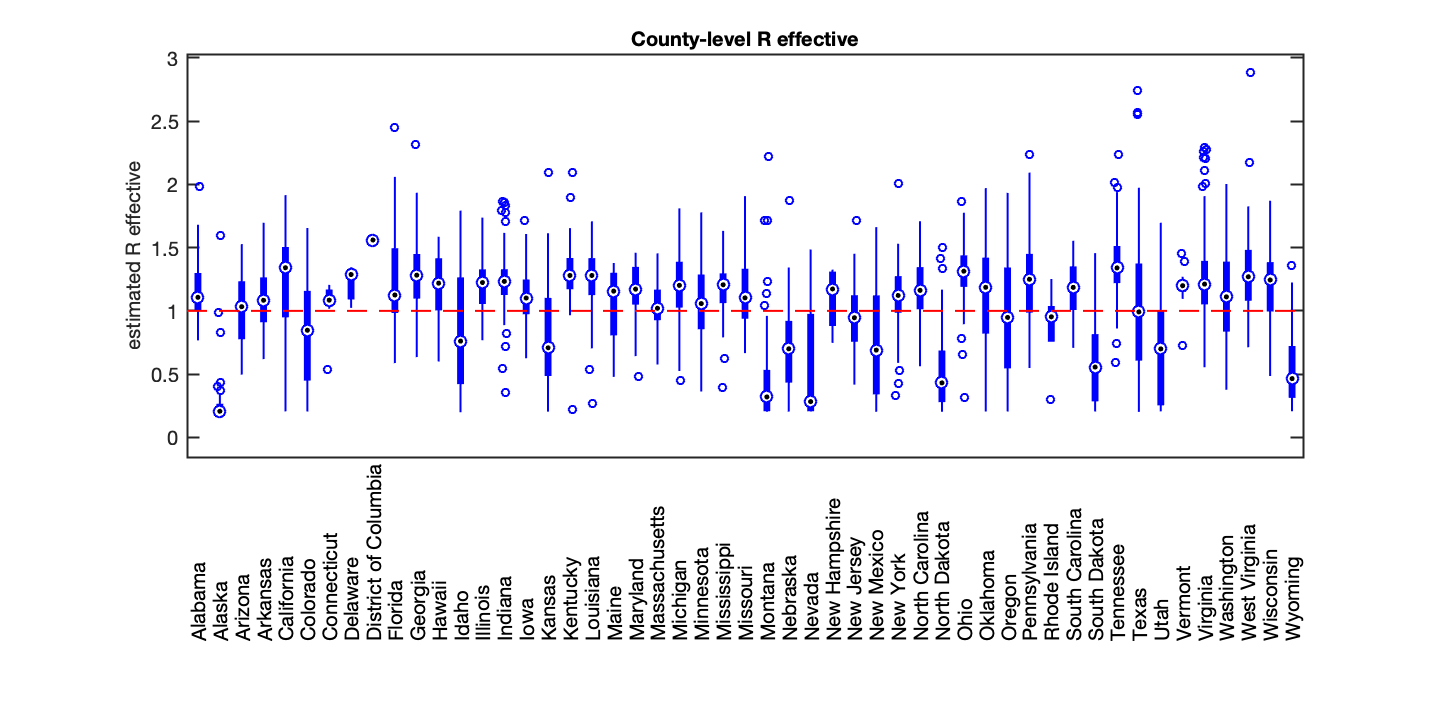 County-level R effective
estimated R effective
3
2.5
2
1.5
1
0.5
0
Alabama
Alaska
Arizona
Arkansas
California
Colorado
Connecticut
Delaware
District of Columbia
Florida
Georgia
Hawaii
Idaho
Illinois
Indiana
Iowa
Kansas
Kentucky
Louisiana
Maine
Maryland
Massachusetts
Michigan
Minnesota
Mississippi
Missouri
Montana
Nebraska
Nevada
New Hampshire
New Jersey
New Mexico
New York
North Carolina
North Dakota
Ohio
Oklahoma
Oregon
Pennsylvania
Rhode Island
South Carolina
South Dakota
Tennessee
Texas
Utah
Vermont
Virginia
Washington
West Virginia
Wisconsin
Wyoming